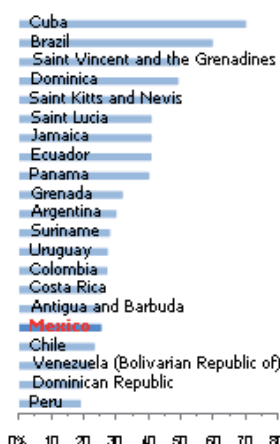 Cuba
Brazil
Saint Vincent and the Grenadines
Dominica
Saint Kitts and Nevis
Saint Lucia
Jamaica
Ecuador
Panama
Grenada
Argentina
Suriname
Uruguay
Colombia
Costa Rica
Antigua and Barbuda
Mexico
Chile
Venezuela (Bolivarian Republic of)
Dominican Republic
Peru
0% 10 20 30 40 50 60 70 80